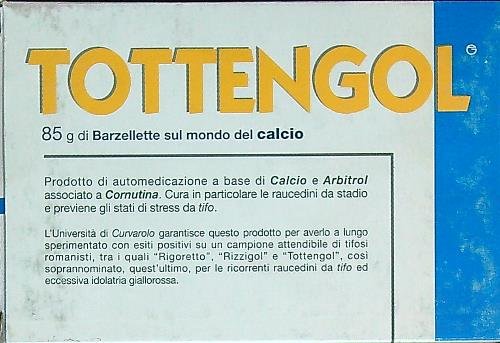 TOTTENGOL
85 g di Barzellette sul mondo del calcio
Prodotto di automedicazione a base di Calcio e Arbitrol
associato a Cornutina. Cura in particolare le raucedini da stadio
e previene gli stati di stress da tifo.
L'Università di Curvarolo garantisce questo prodotto per averlo a lungo
sperimentato con esiti positivi su un campione attendibile di tifosi
romanisti, tra i quali "Rigoretto", "Rizzigol" e "Tottengol", così
soprannominato, quest'ultimo, per le ricorrenti raucedini da tifo ed
eccessiva idolatria giallorossa.